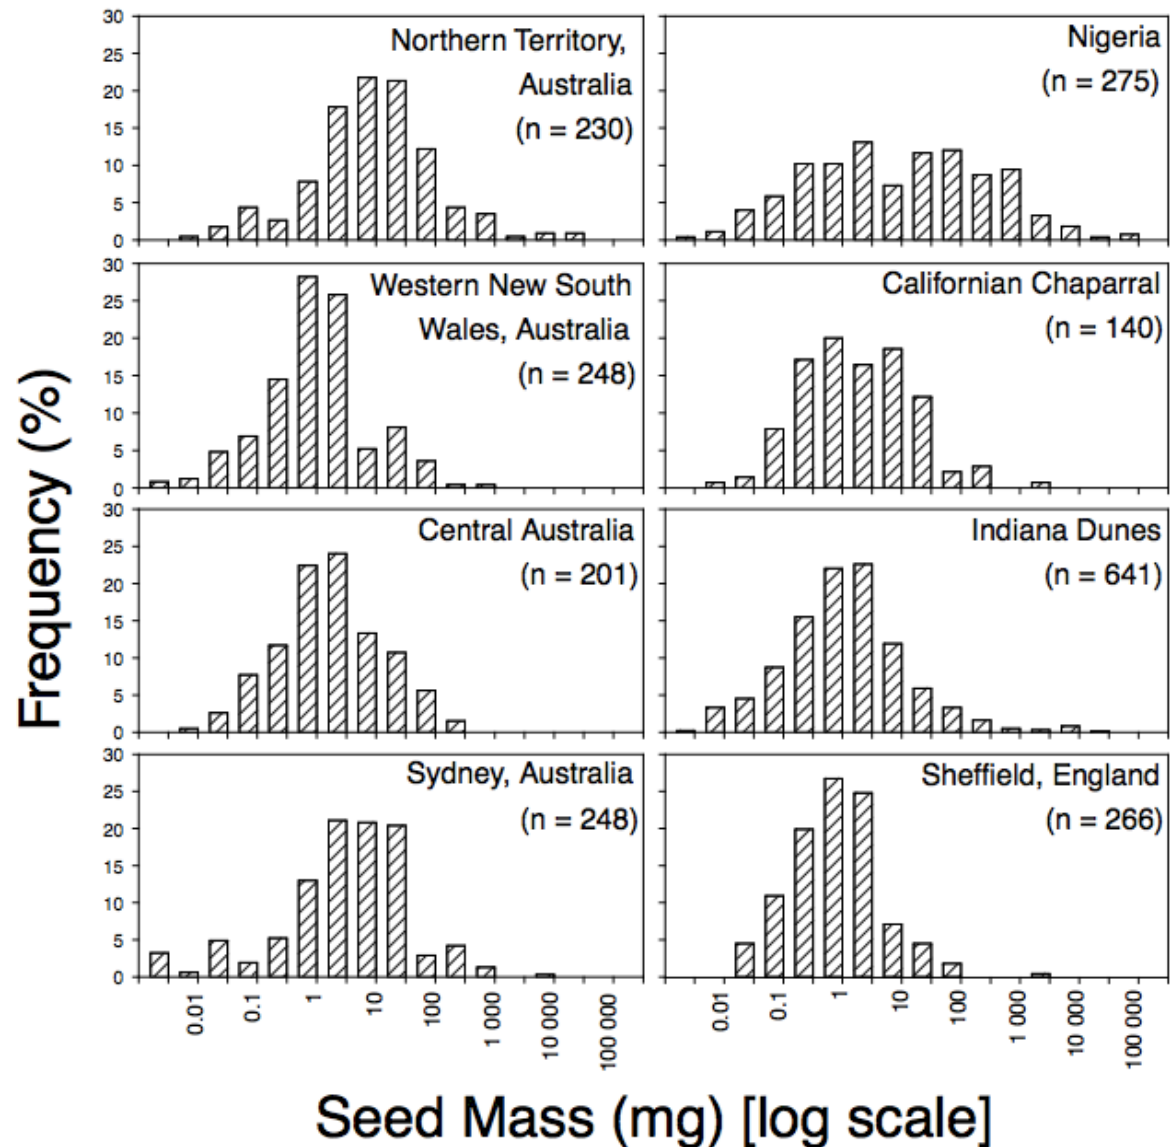 Frequency (%)
30
25
20
15
10
5
0
Northern Territory,
Australia
(n = 230)
Nigeria
(n = 275)
30
25
20
15
10
5
0
Western New South
Wales, Australia
(n = 248)
Californian Chaparral
(n = 140)
30
25
20
15
10
5
0
Central Australia
(n = 201)
Indiana Dunes
(n = 641)
30
25
20
15
10
5
0
Sydney, Australia
(n = 248)
Sheffield, England
(n = 266)
0.01
0.1
1
10
100
1 000
10 000
100 000
0.01
0.1
1
10
100
1 000
10 000
100 000
Seed Mass (mg) [log scale]